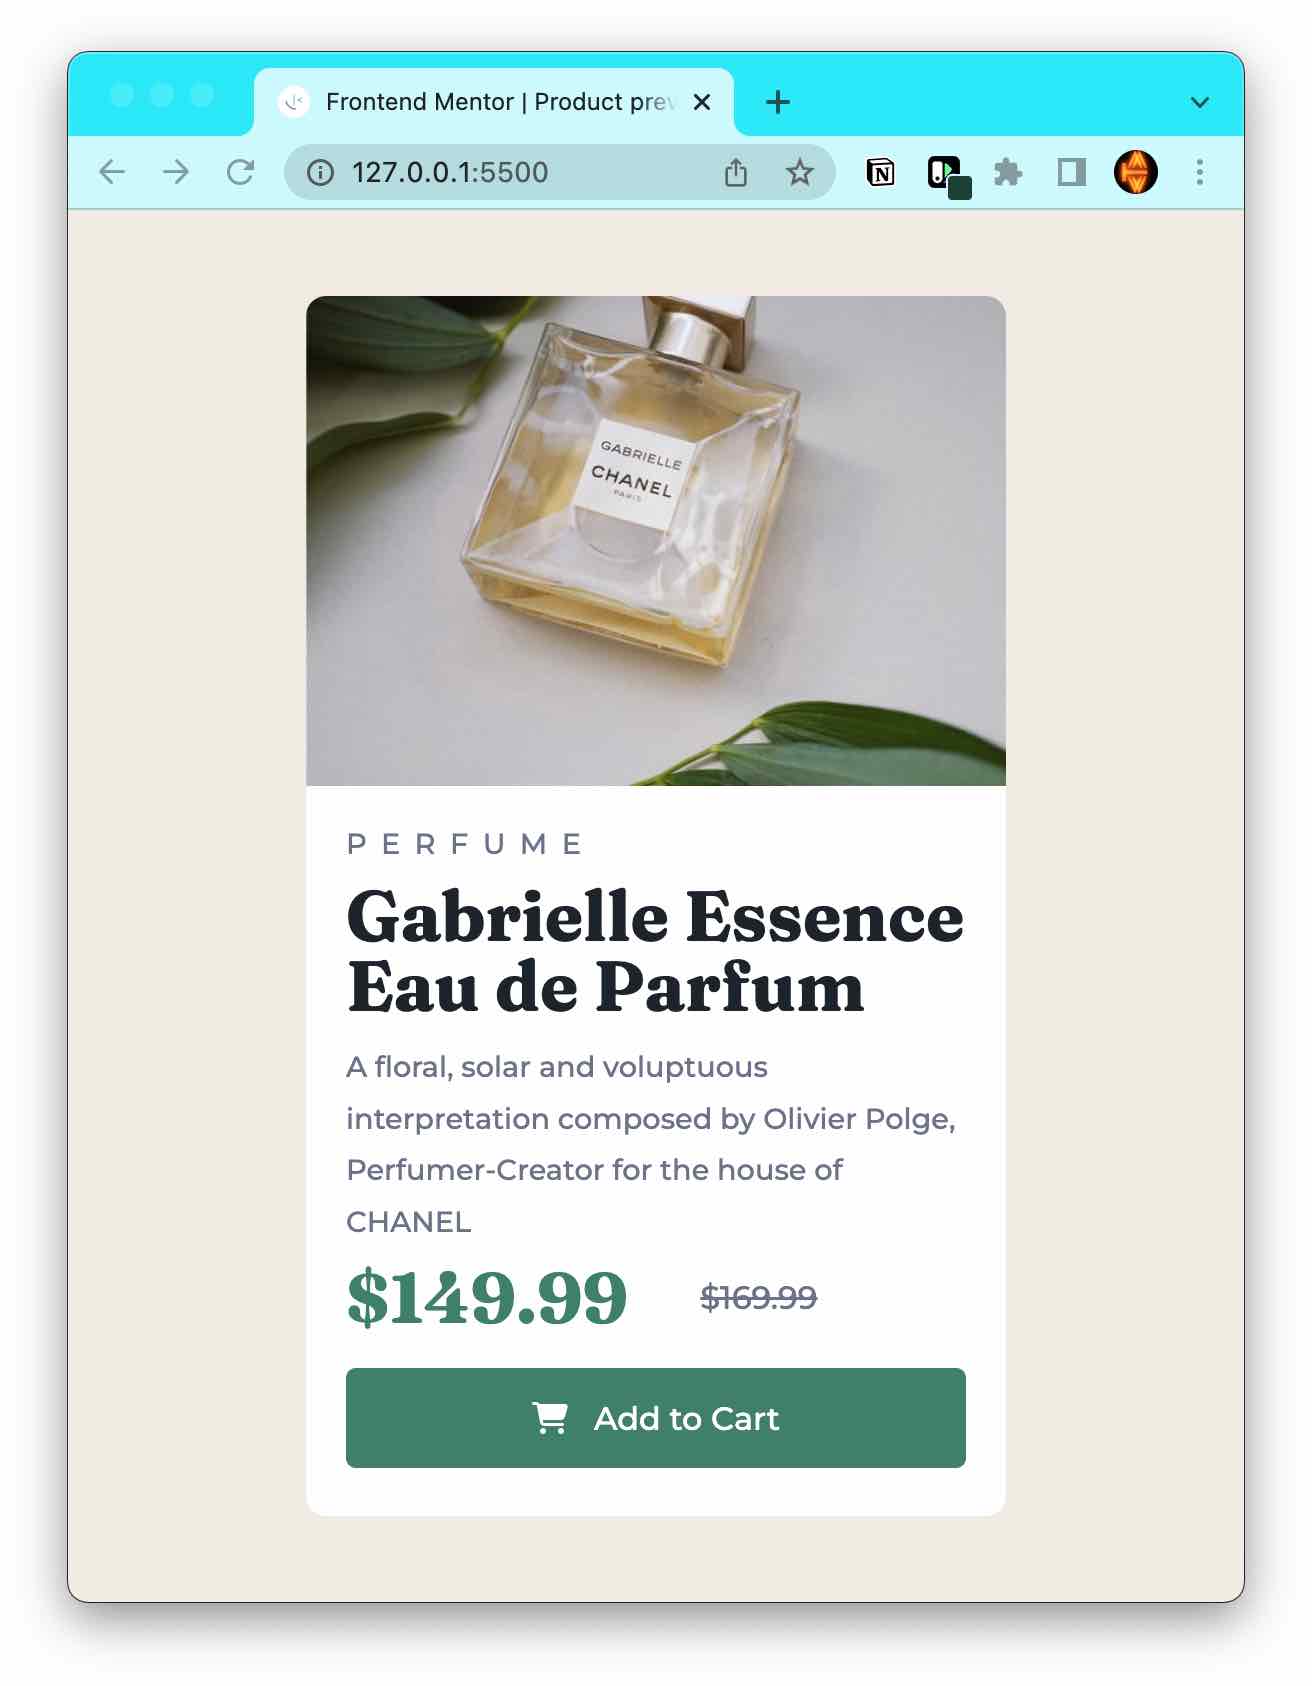 Frontend Mentor | Product prev
127.0.0.1:5500
GABRIELLE
CHANEL
PARIS
PERFUME
Gabrielle Essence
Eau de Parfum
A floral, solar and voluptuous
interpretation composed by Olivier Polge,
Perfumer-Creator for the house of
CHANEL
$149.99 $169.99
Add to Cart